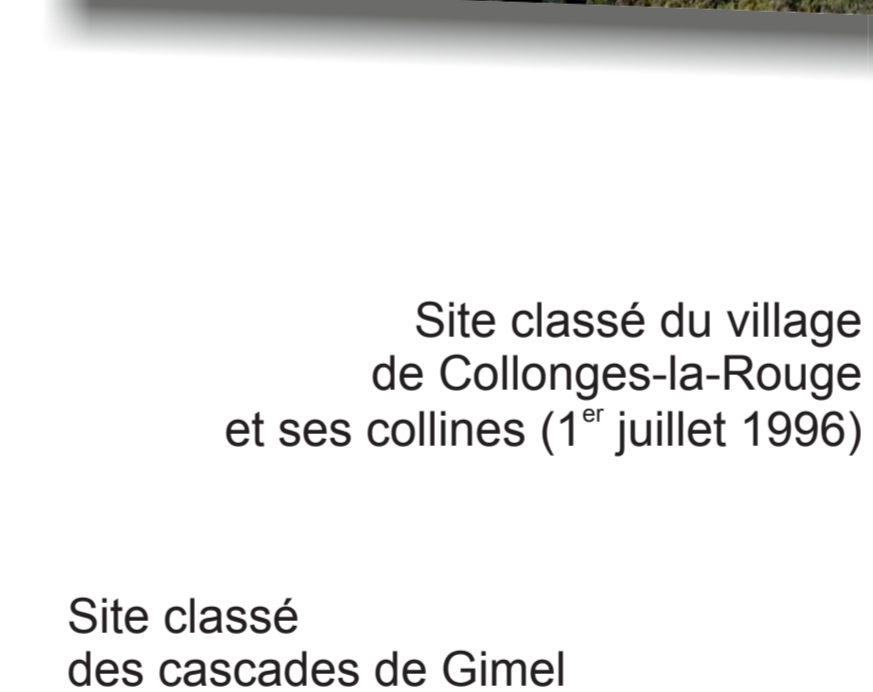 Site classé du village
de Collonges-la-Rouge
et ses collines (1er juillet 1996)
Site classé
des cascades de Gimel